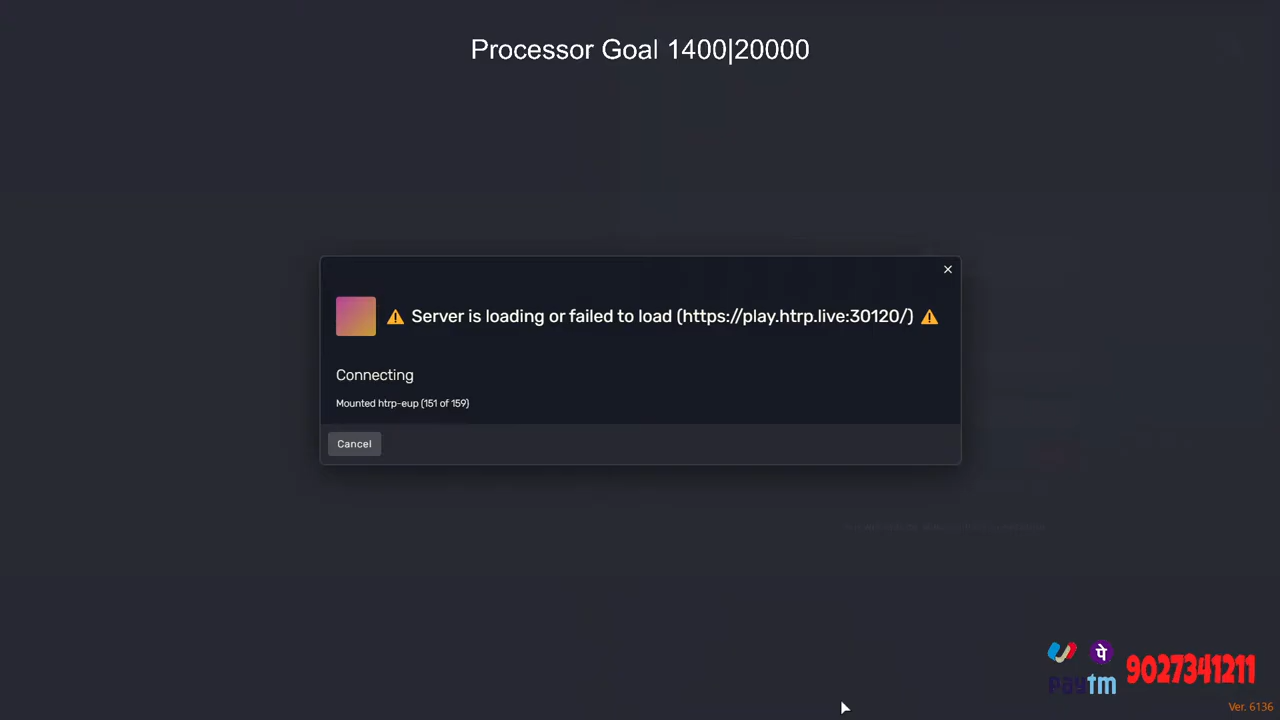 Processor Goal 1400|20000
⚠ Server is loading or failed to load (https://play.htrp.live:30120/) ⚠
Connecting
Mounted htrp-eup (151 of 159)
Cancel
पे
paytm
9027341211
Ver. 6136